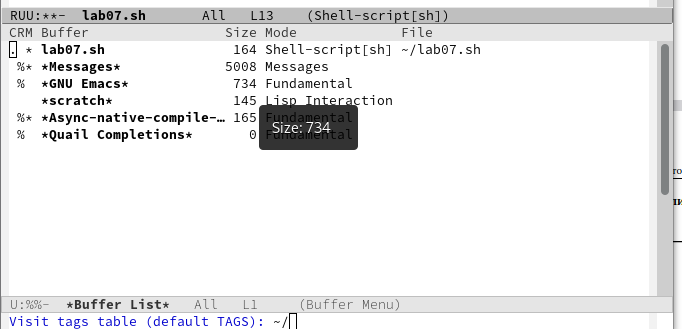 RUU:**-  lab07.sh       All   L13    (Shell-script[sh])
CRM Buffer                Size Mode             File
. * lab07.sh               164 Shell-script[sh] ~/lab07.sh
 %* *Messages*            5008 Messages
 %  *GNU Emacs*            734 Fundamental
    *scratch*              145 Lisp Interaction
 %* *Async-native-compile-… 165 Fundamental
Size: 734
 %  *Quail Completions*      0 Fundamental
U:%%-  *Buffer List*   All   L1     (Buffer Menu)
Visit tags table (default TAGS): ~/